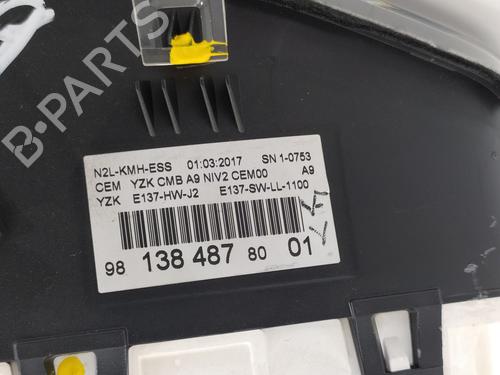 B-PARTS
N2L-KMH-ESS 01:03:2017 SN 1-0753
CEM YZK CMB A9 NIV2 CEM00 A9
YZK E137-HW-J2 E137-SW-LL-1100
98 138 487 80 01